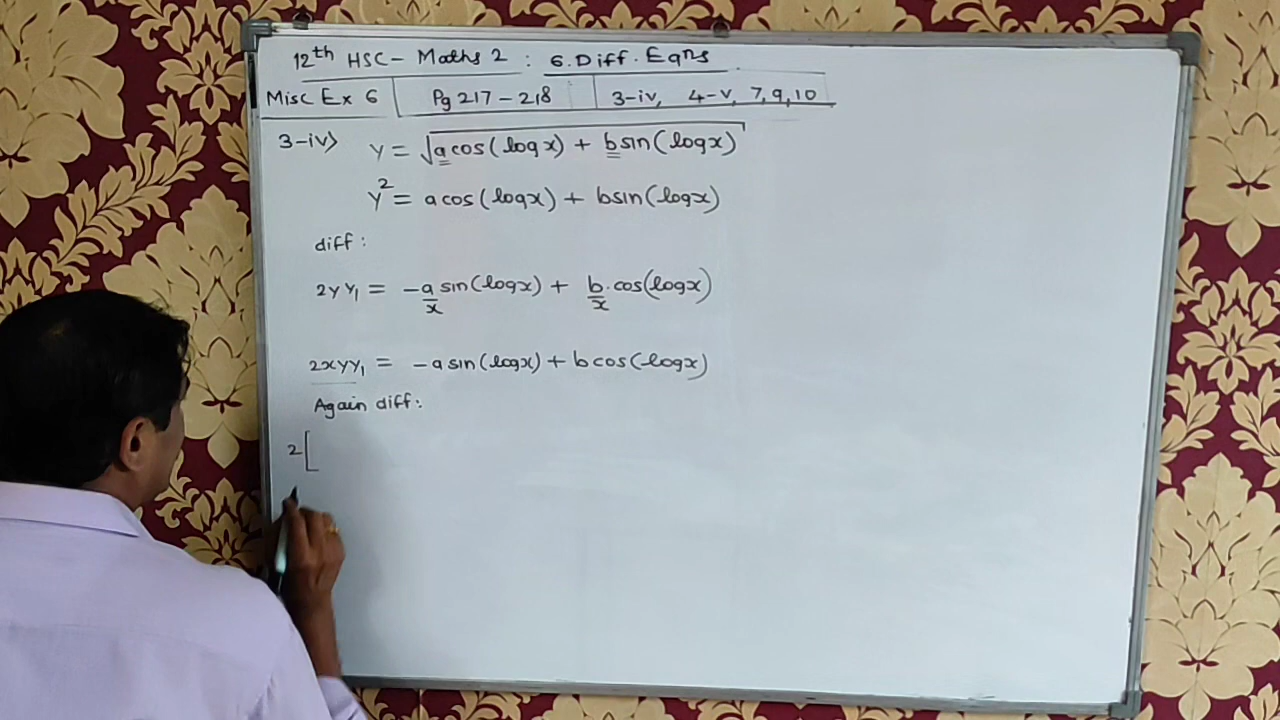 12th HSC - Maths 2 : 6. Diff. Eqns
Misc Ex 6 Pg 217 - 218 3-iv, 4-v, 7, 9, 10
3-iv) y = √a cos(log x) + b sin(log x)
y² = a cos(log x) + b sin(log x)
diff:
2yy₁ = -a/x sin(log x) + b/x . cos(log x)
2xyy₁ = -a sin(log x) + b cos(log x)
Again diff:
2[